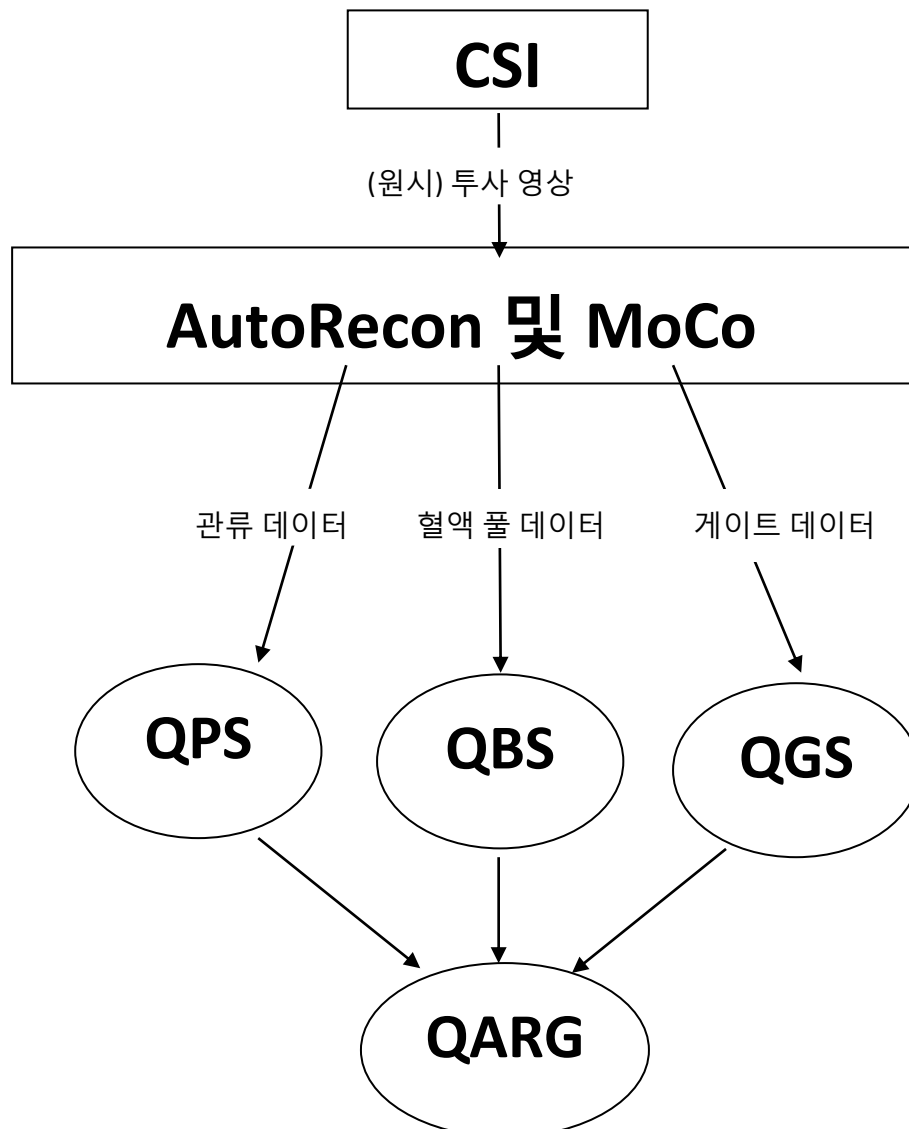 CSI
(원시) 투사 영상
AutoRecon 및 MoCo
관류 데이터
혈액 풀 데이터
게이트 데이터
QPS
QBS
QGS
QARG